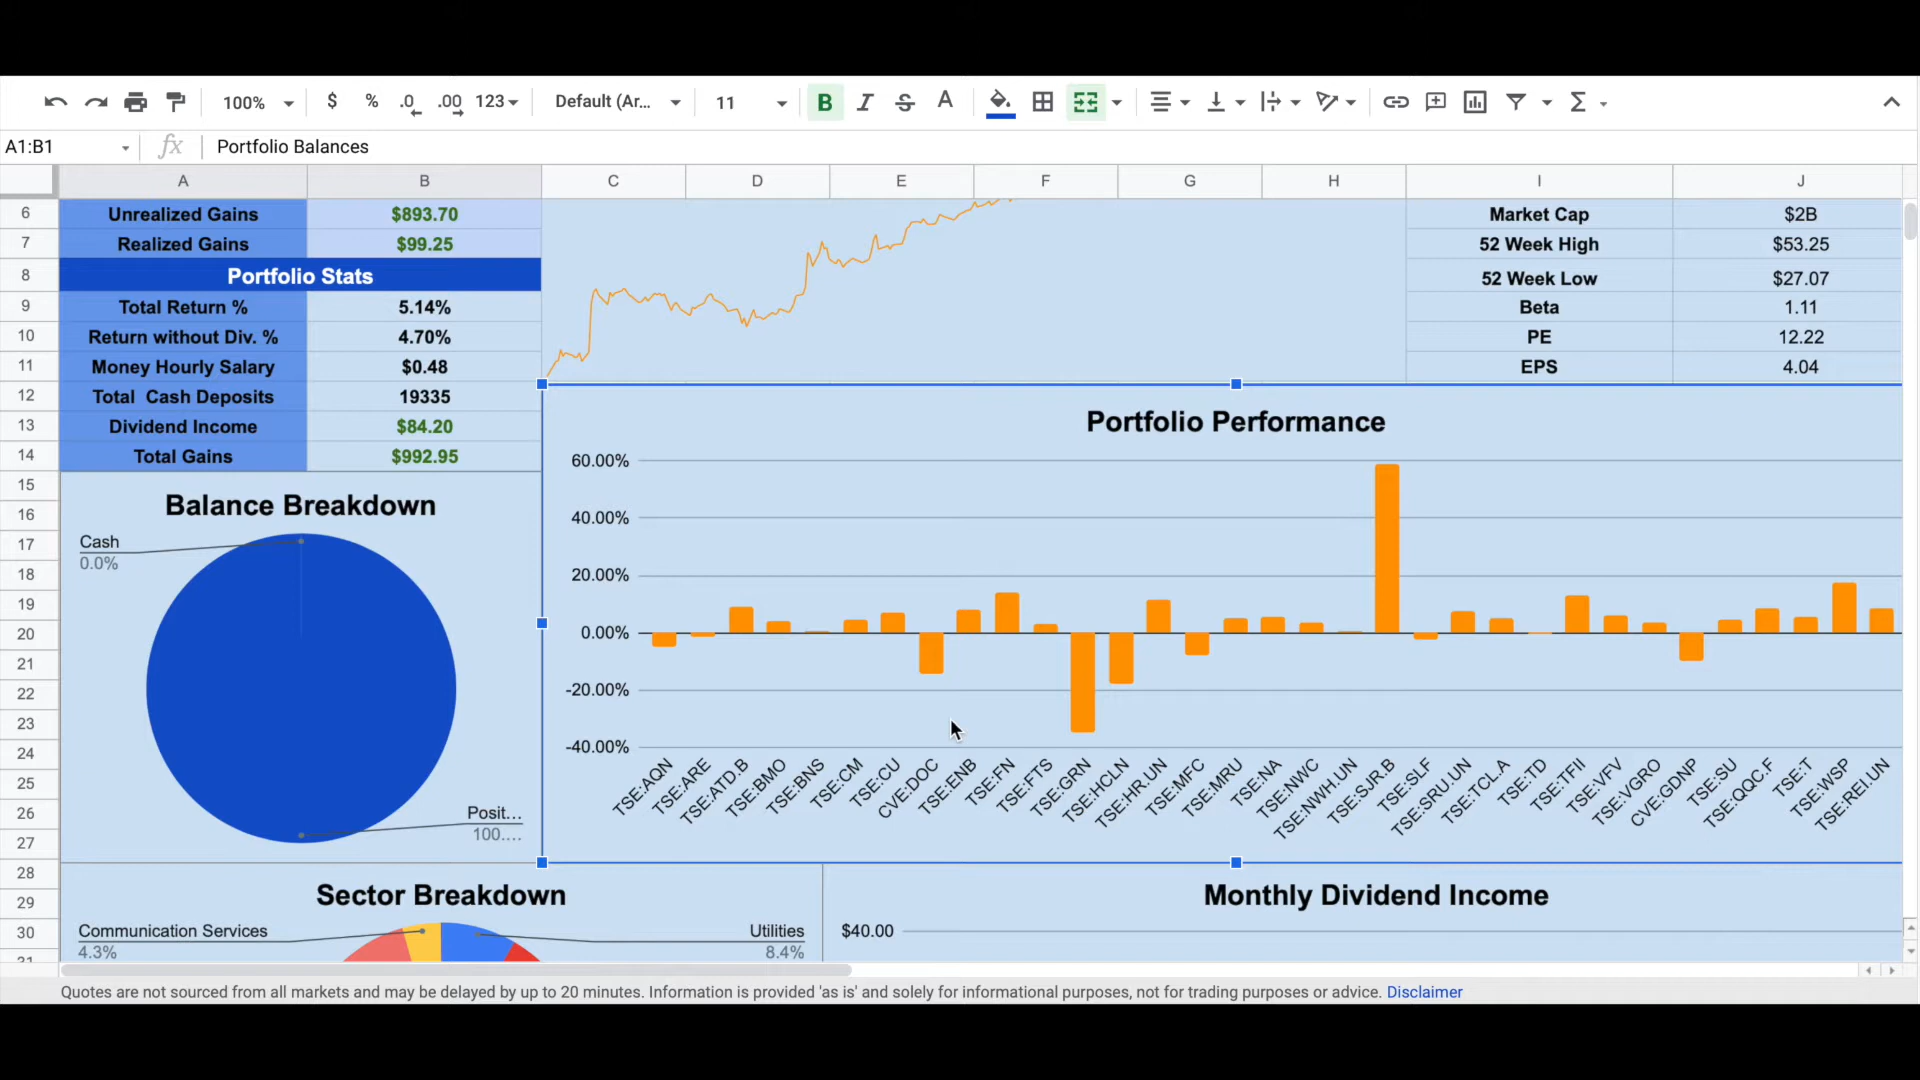 100%
$
%
.0
.00
123
Default (Ar...
11
B
I
S
A
A1:B1
fx
Portfolio Balances
A B C D E F G H I J
6 Unrealized Gains $893.70 Market Cap $2B
7 Realized Gains $99.25 52 Week High $53.25
8 Portfolio Stats 52 Week Low $27.07
9 Total Return % 5.14% Beta 1.11
10 Return without Div. % 4.70% PE 12.22
11 Money Hourly Salary $0.48 EPS 4.04
12 Total Cash Deposits 19335
13 Dividend Income $84.20
14 Total Gains $992.95
15
16
17
18
19
20
21
22
23
24
25
26
27
28
29
30
31
Balance Breakdown
Cash
0.0%
Posit...
100....
Portfolio Performance
60.00%
40.00%
20.00%
0.00%
-20.00%
-40.00%
TSE:AQN
TSE:ARE
TSE:ATD.B
TSE:BMO
TSE:BNS
TSE:CM
TSE:CU
CVE:DOC
TSE:ENB
TSE:FN
TSE:FTS
TSE:GRN
TSE:HCLN
TSE:HR.UN
TSE:MFC
TSE:MRU
TSE:NA
TSE:NWC
TSE:NWH.UN
TSE:SJR.B
TSE:SLF
TSE:SRU.UN
TSE:TCL.A
TSE:TD
TSE:TFII
TSE:VFV
TSE:VGRO
CVE:GDNP
TSE:SU
TSE:QQC.F
TSE:T
TSE:WSP
TSE:REI.UN
Sector Breakdown
Communication Services
4.3%
Utilities
8.4%
Monthly Dividend Income
$40.00
Quotes are not sourced from all markets and may be delayed by up to 20 minutes. Information is provided 'as is' and solely for informational purposes, not for trading purposes or advice. Disclaimer